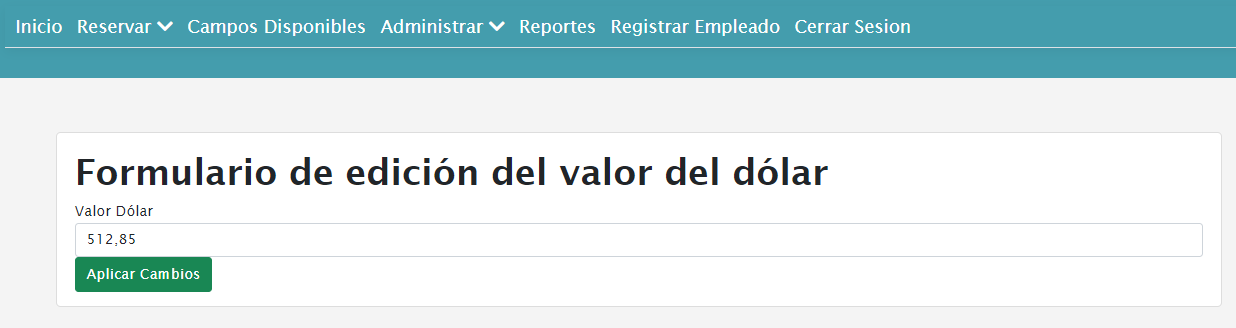 Inicio Reservar Campos Disponibles Administrar Reportes Registrar Empleado Cerrar Sesion
Formulario de edición del valor del dólar
Valor Dólar
512,85
Aplicar Cambios